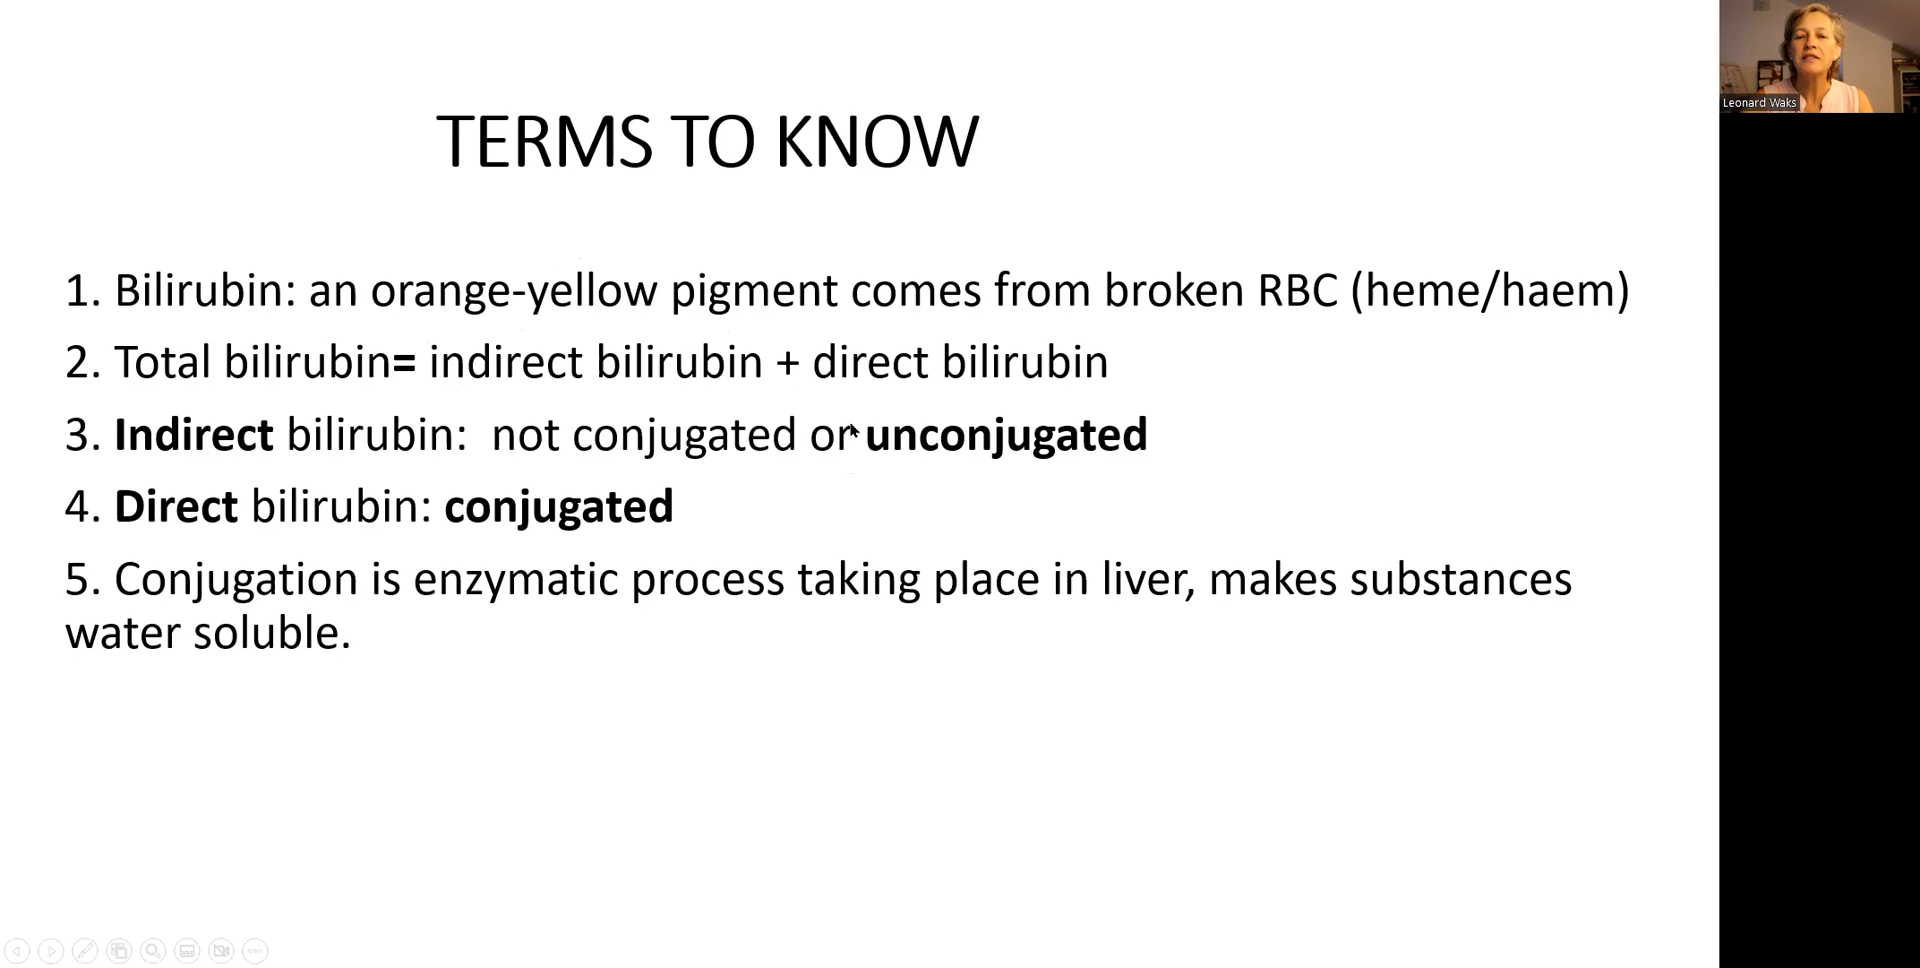 TERMS TO KNOW
1. Bilirubin: an orange-yellow pigment comes from broken RBC (heme/haem)
2. Total bilirubin= indirect bilirubin + direct bilirubin
3. Indirect bilirubin:  not conjugated or unconjugated
4. Direct bilirubin: conjugated
5. Conjugation is enzymatic process taking place in liver, makes substances
water soluble.
Leonard Waks